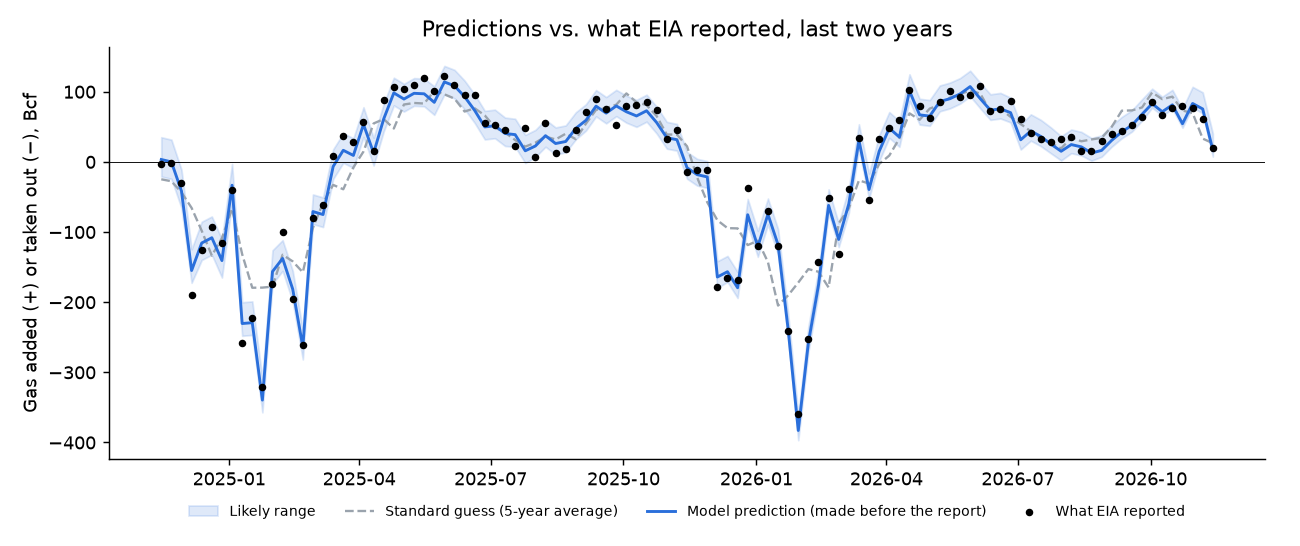 Predictions vs. what EIA reported, last two years
Gas added (+) or taken out (−), Bcf
100
0
−100
−200
−300
−400
2025-01 2025-04 2025-07 2025-10 2026-01 2026-04 2026-07 2026-10
Likely range Standard guess (5-year average) Model prediction (made before the report) What EIA reported